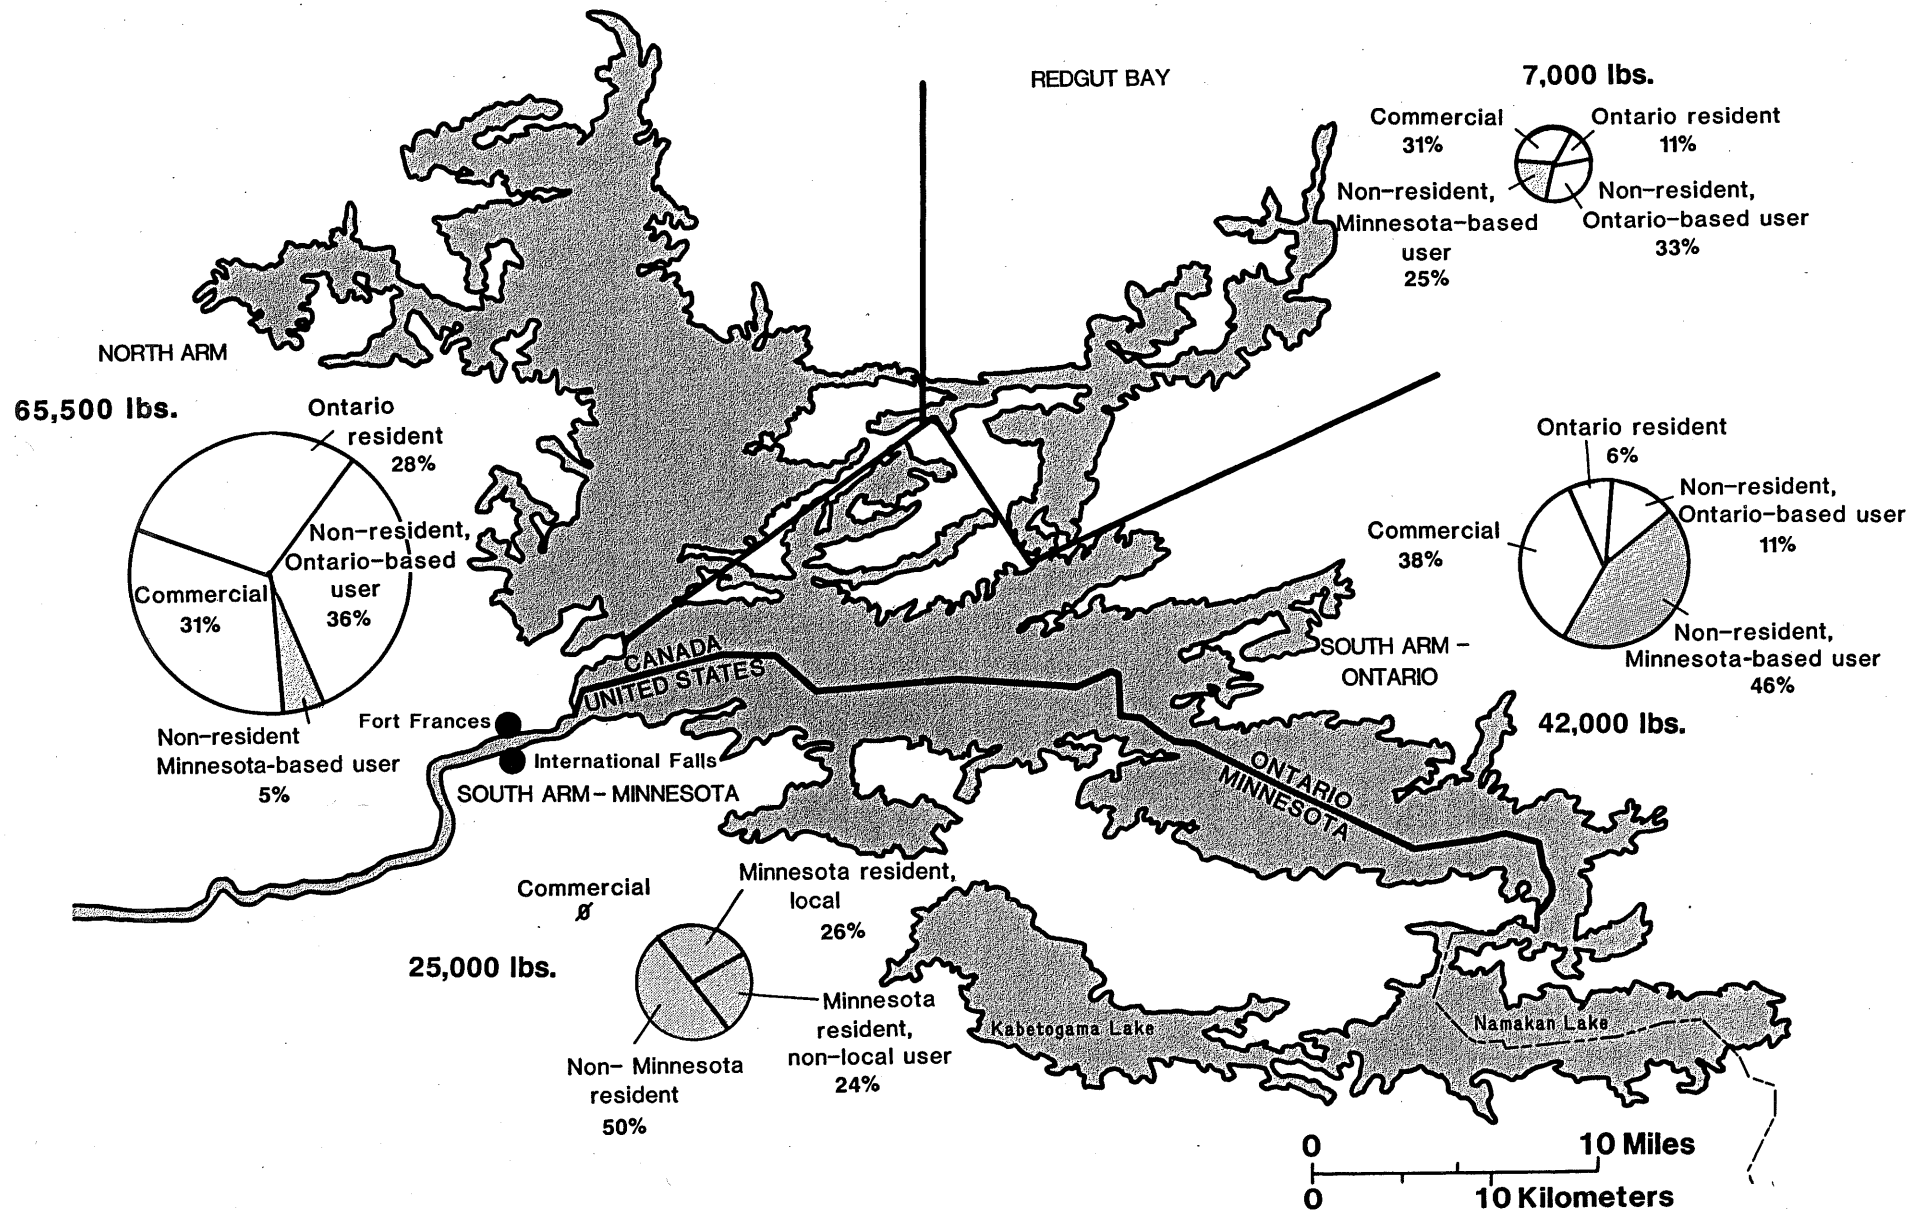 REDGUT BAY
7,000 lbs.
Commercial
31%
Ontario resident
11%
Non-resident,
Minnesota-based
user
25%
Non-resident,
Ontario-based user
33%
NORTH ARM
65,500 lbs.
Ontario
resident
28%
Non-resident,
Ontario-based
user
36%
Commercial
31%
Non-resident
Minnesota-based user
5%
Ontario resident
6%
Non-resident,
Ontario-based user
11%
Commercial
38%
Non-resident,
Minnesota-based user
46%
SOUTH ARM –
ONTARIO
42,000 lbs.
CANADA
UNITED STATES
Fort Frances
International Falls
SOUTH ARM – MINNESOTA
ONTARIO
MINNESOTA
Commercial
Ø
25,000 lbs.
Minnesota resident,
local
26%
Minnesota
resident,
non-local user
24%
Non- Minnesota
resident
50%
Kabetogama Lake
Namakan Lake
0 10 Miles
0 10 Kilometers